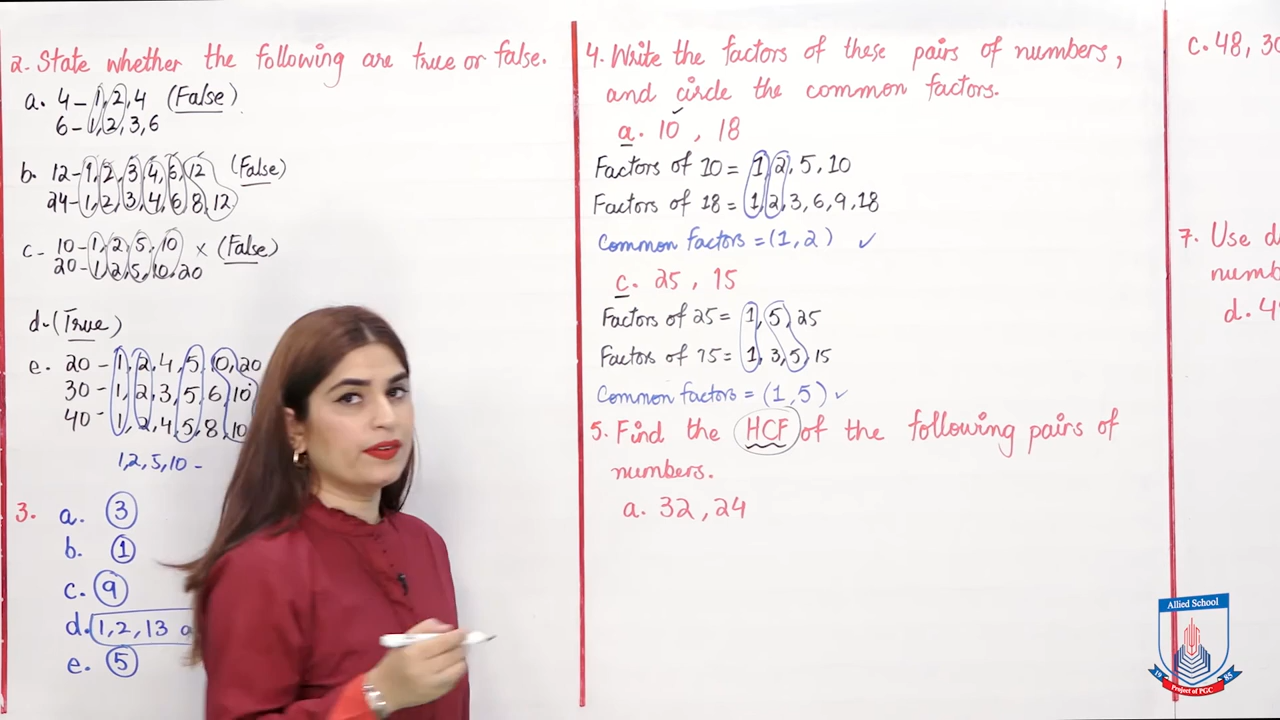 2. State whether the following are true or false.
a. 4 - 1, 2, 4 (False)
6 - 1, 2, 3, 6
b. 12 - 1, 2, 3, 4, 6, 12 (False)
24 - 1, 2, 3, 4, 6, 8, 12
c - 10 - 1, 2, 5, 10 × (False)
20 - 1, 2, 5, 10, 20
d. (True)
e. 20 - 1, 2, 4, 5, 10, 20
30 - 1, 2, 3, 5, 6, 10
40 - 1, 2, 4, 5, 8, 10
1, 2, 5, 10 -
3. a. 3
b. 1
c. 9
d. 1, 2, 13
e. 5
4. Write the factors of these pairs of numbers,
and circle the common factors.
a. 10, 18
Factors of 10 = 1, 2, 5, 10
Factors of 18 = 1, 2, 3, 6, 9, 18
Common factors = (1, 2) ✓
c. 25, 15
Factors of 25 = 1, 5, 25
Factors of 15 = 1, 3, 5, 15
Common factors = (1, 5) ✓
5. Find the HCF of the following pairs of
numbers.
a. 32, 24
c. 48, 3
7. Use d
numb
d. 4
Allied School
19 85
Project of PGC